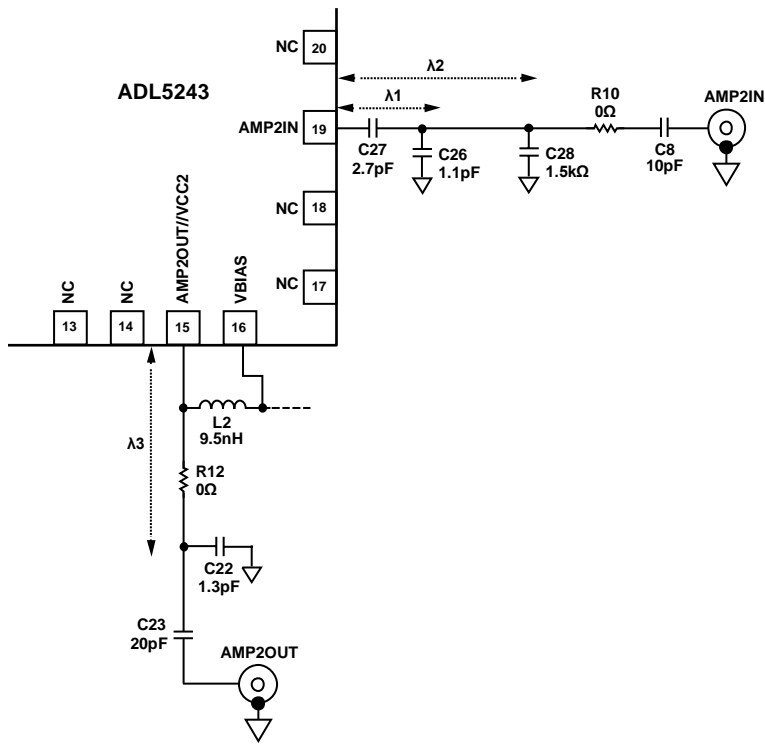 NC
20
λ2
ADL5243
λ1
R10
0Ω
AMP2IN
AMP2IN
19
C27
2.7pF
C26
1.1pF
C28
1.5kΩ
C8
10pF
NC
18
AMP2OUT//VCC2
VBIAS
NC
17
NC
NC
13
14
15
16
L2
9.5nH
λ3
R12
0Ω
C22
1.3pF
C23
20pF
AMP2OUT